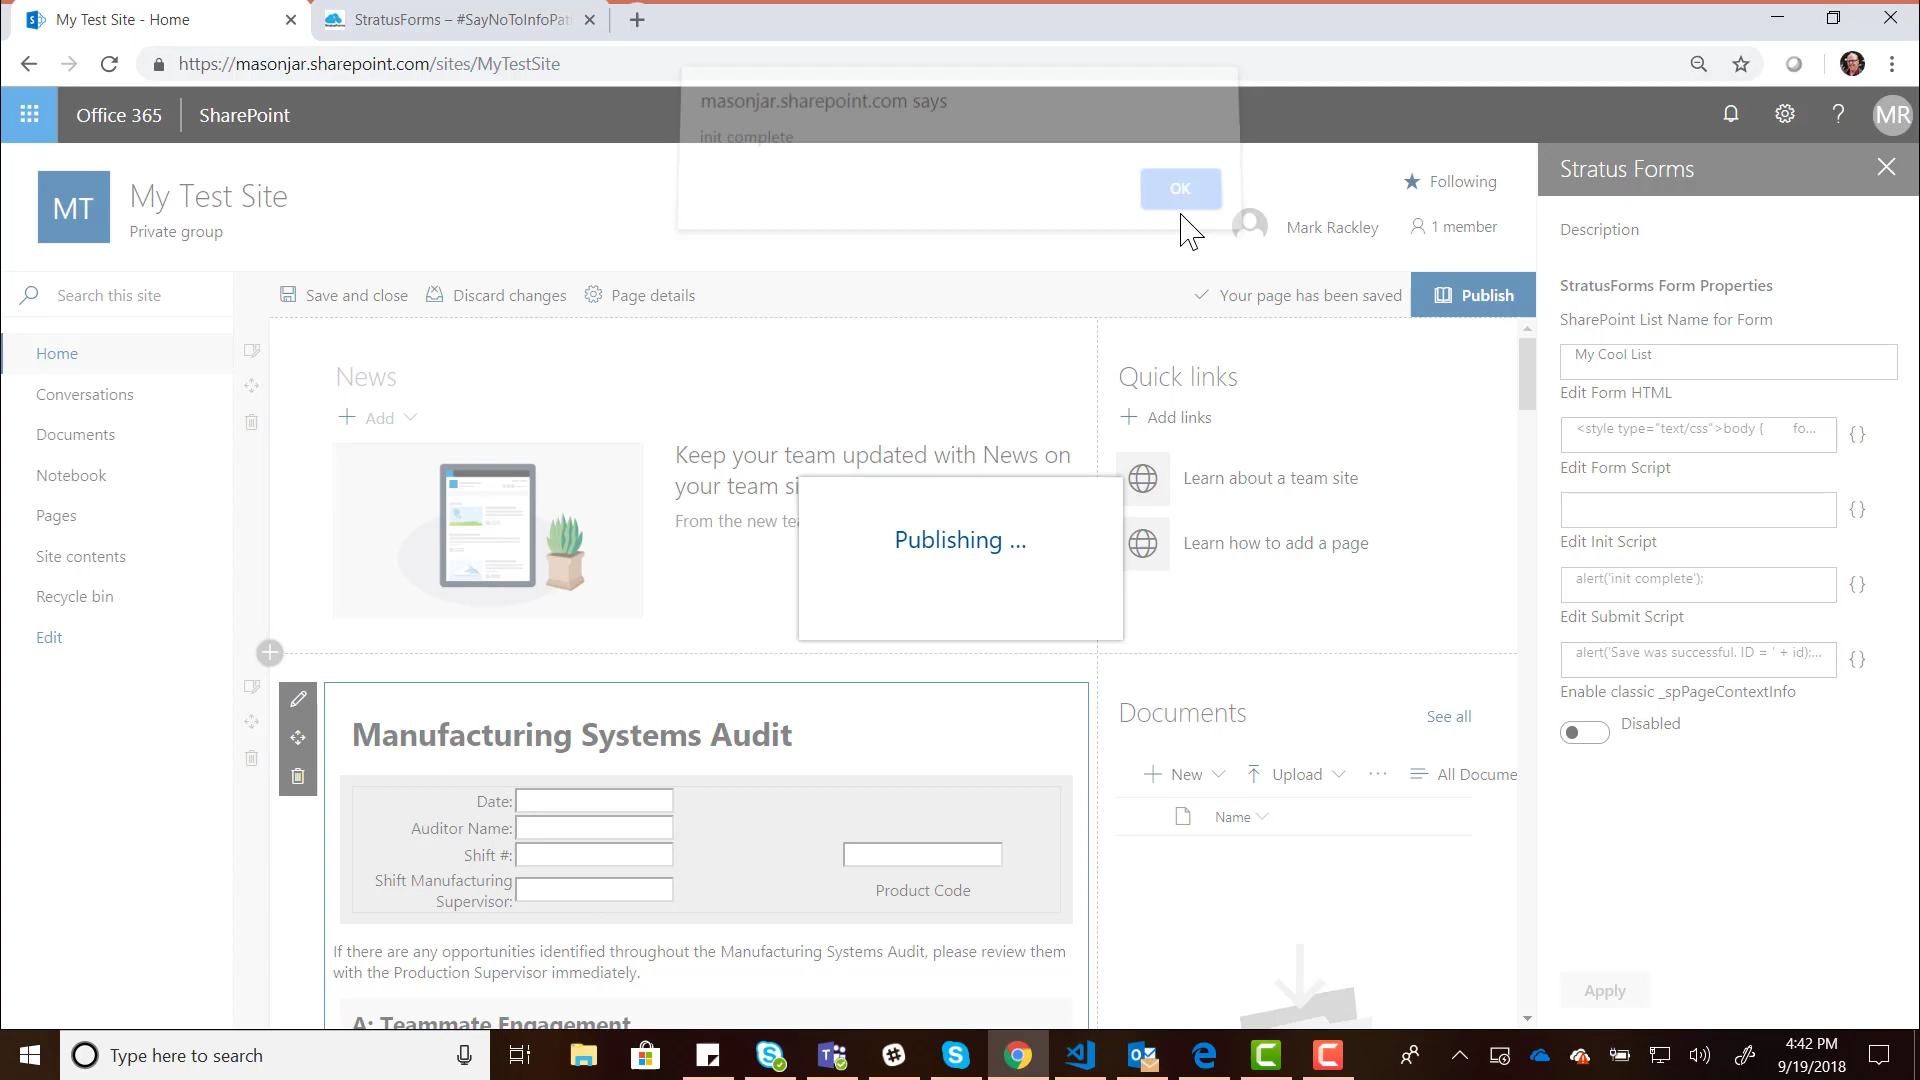 My Test Site - Home
StratusForms – #SayNoToInfoPat
https://masonjar.sharepoint.com/sites/MyTestSite
masonjar.sharepoint.com says
init complete
OK
Office 365
SharePoint
?
MR
MT
My Test Site
Private group
Following
Mark Rackley
1 member
Stratus Forms
Search this site
Save and close
Discard changes
Page details
Your page has been saved
Publish
Home
Conversations
Documents
Notebook
Pages
Site contents
Recycle bin
Edit
News
Add
Keep your team updated with News on
your team si
From the new tea
Publishing ...
Quick links
Add links
Learn about a team site
Learn how to add a page
Manufacturing Systems Audit
Date:
Auditor Name:
Shift #:
Shift Manufacturing
Supervisor:
Product Code
If there are any opportunities identified throughout the Manufacturing Systems Audit, please review them
with the Production Supervisor immediately.
A: Teammate Engagement
Documents
See all
New
Upload
All Docume
Name
Description
StratusForms Form Properties
SharePoint List Name for Form
My Cool List
Edit Form HTML
<style type="text/css">body { fo...
{}
Edit Form Script
{}
Edit Init Script
alert('init complete');
{}
Edit Submit Script
alert('Save was successful. ID = ' + id);...
{}
Enable classic _spPageContextInfo
Disabled
Apply
Type here to search
4:42 PM
9/19/2018